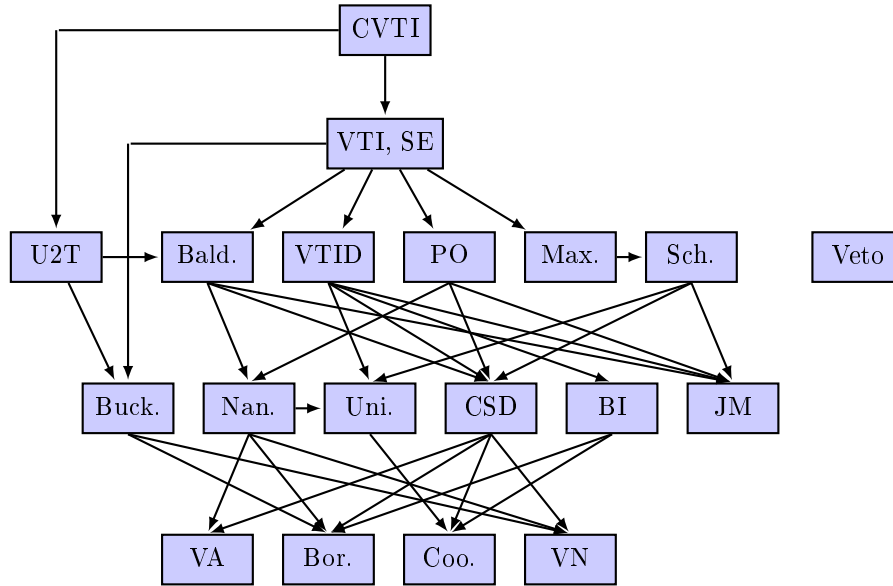 CVTI
VTI, SE
U2T
Bald.
VTID
PO
Max.
Sch.
Veto
Buck.
Nan.
Uni.
CSD
BI
JM
VA
Bor.
Coo.
VN